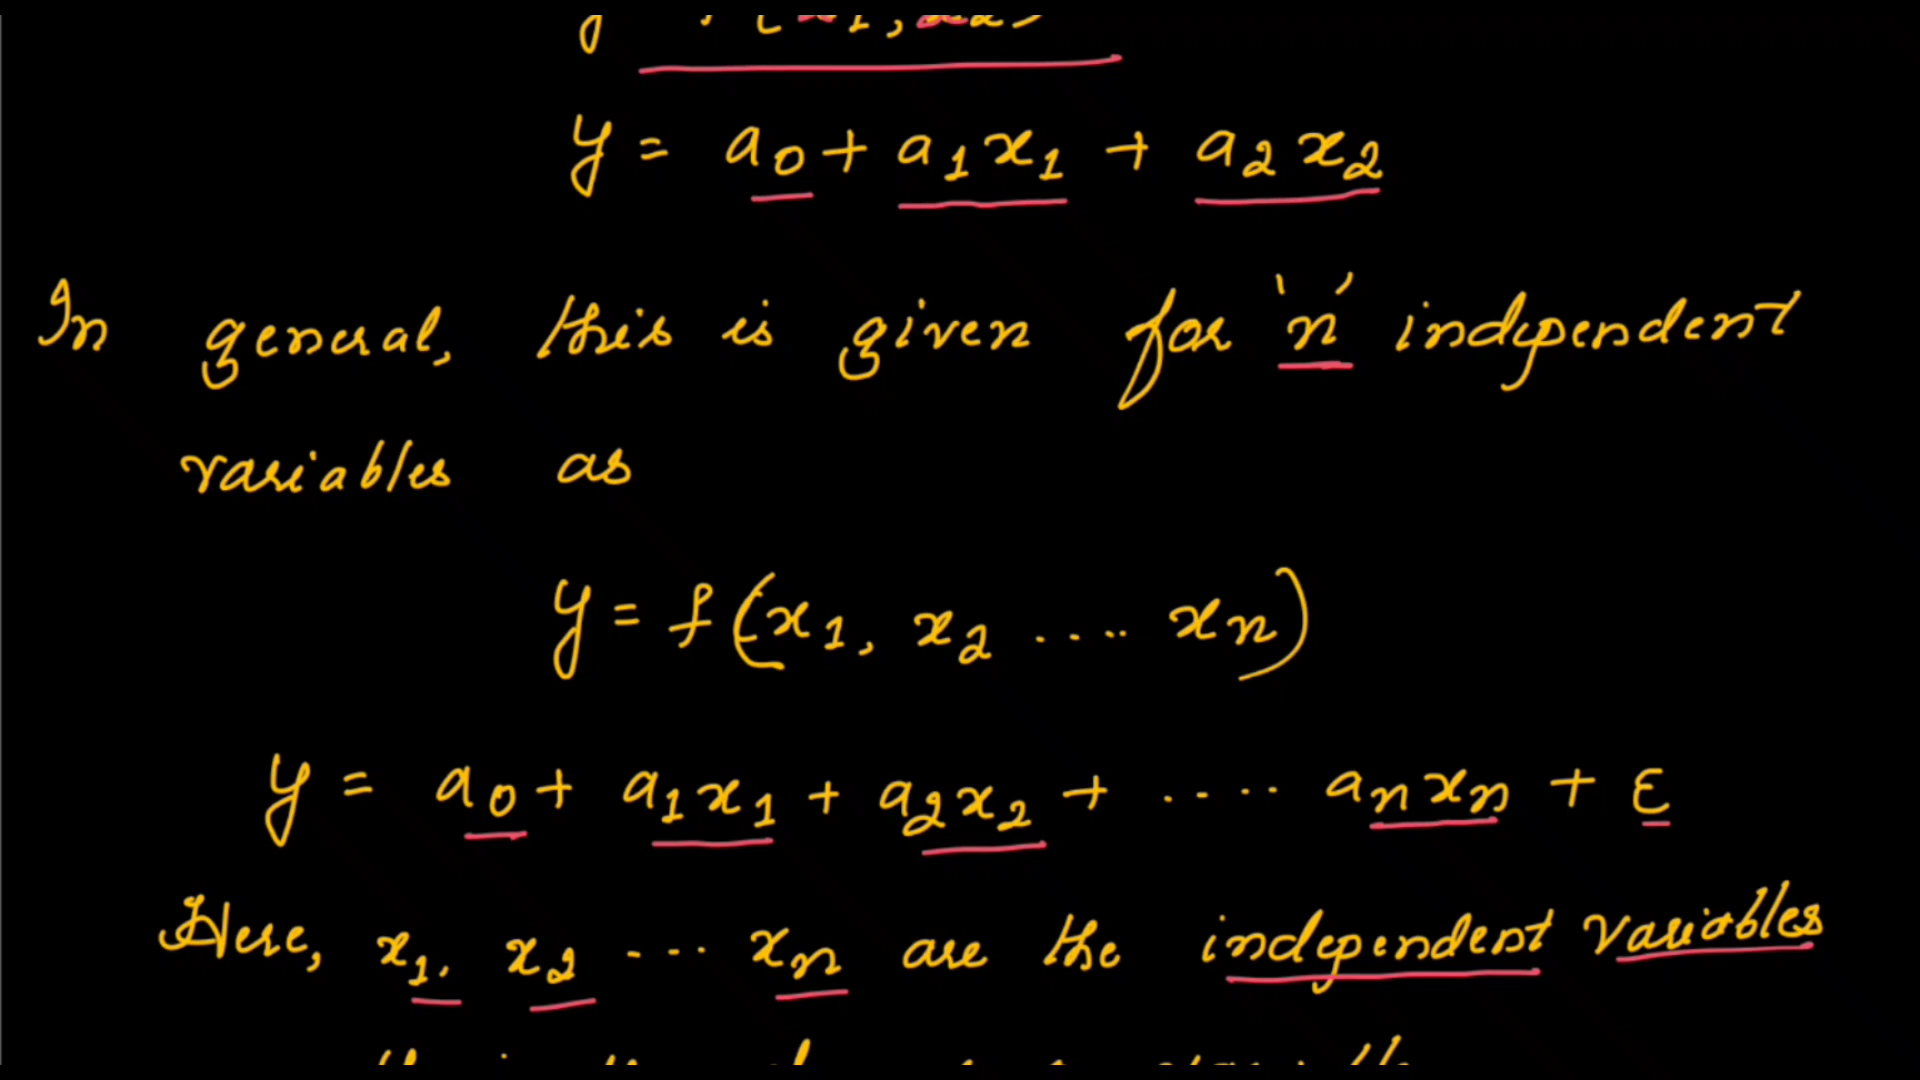 y = a0 + a1x1 + a2x2
In general, this is given for 'n' independent
variables as
y = f(x1, x2 .... xn)
y = a0 + a1x1 + a2x2 + .... anxn + ε
Here, x1, x2 ... xn are the independent variables